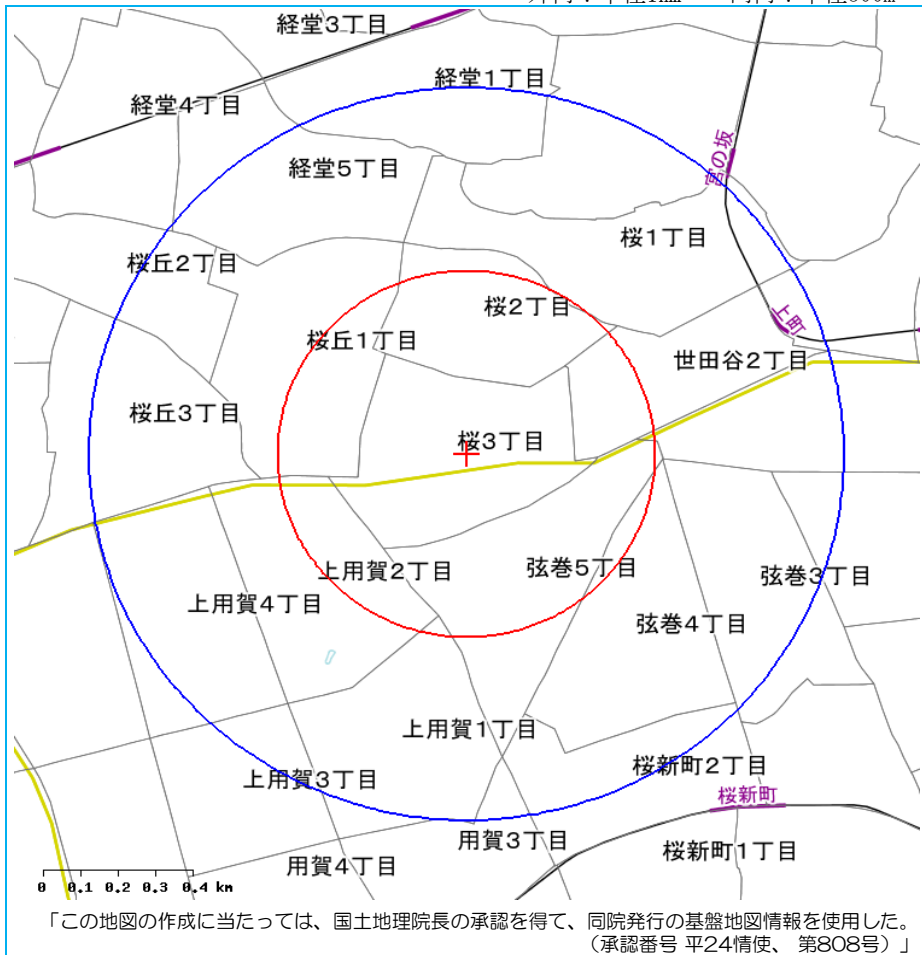 経堂3丁目
経堂1丁目
経堂4丁目
宮の坂
経堂5丁目
桜1丁目
桜丘2丁目
桜2丁目
上町
桜丘1丁目
世田谷2丁目
桜丘3丁目
桜3丁目
上用賀2丁目
弦巻5丁目
弦巻3丁目
上用賀4丁目
弦巻4丁目
上用賀1丁目
桜新町2丁目
上用賀3丁目
桜新町
用賀3丁目
桜新町1丁目
用賀4丁目
0 0.1 0.2 0.3 0.4 km
「この地図の作成に当たっては、国土地理院長の承認を得て、同院発行の基盤地図情報を使用した。
（承認番号 平24情使、 第808号）」